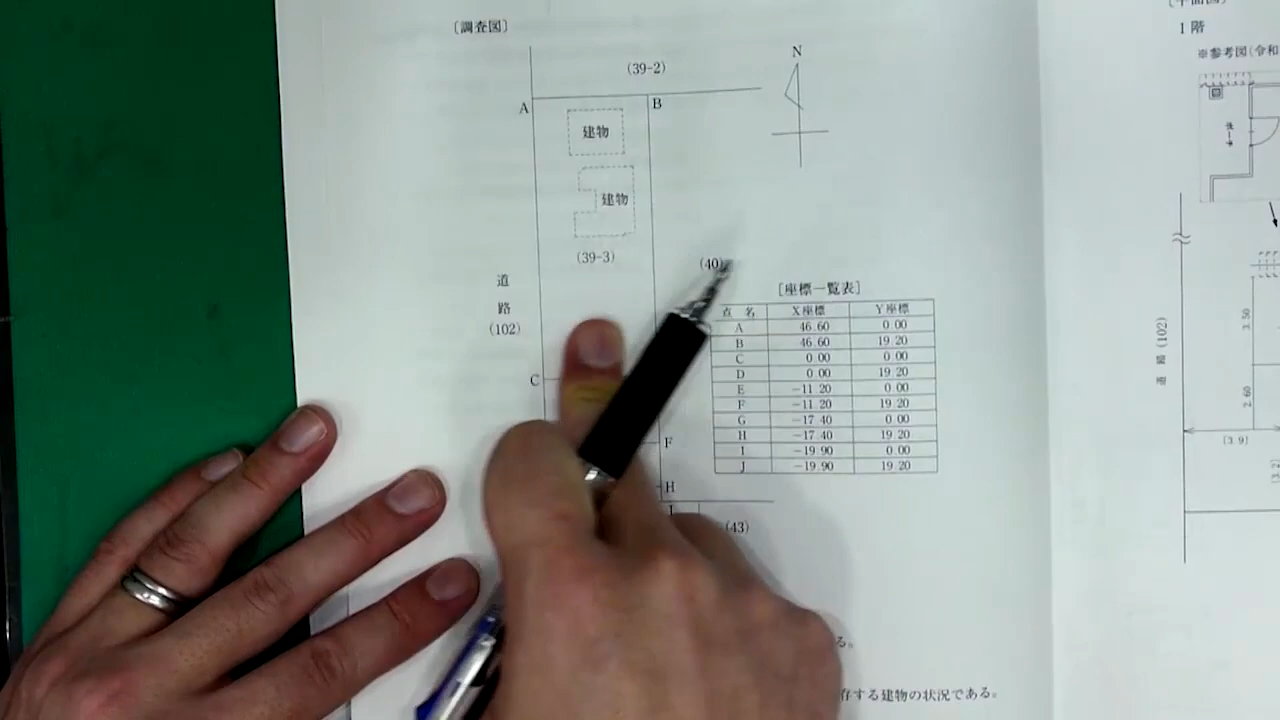 〔調査図〕
(39-2)
N
A
B
建物
建物
(39-3)
(40)
道
路
(102)
C
F
H
J
(43)
〔座標一覧表〕
点 名 X座標 Y座標
A 46.60 0.00
B 46.60 19.20
C 0.00 0.00
D 0.00 19.20
E −11.20 0.00
F −11.20 19.20
G −17.40 0.00
H −17.40 19.20
I −19.90 0.00
J −19.90 19.20
る。
存する建物の状況である。
1階
※参考図(令和
道 路 (102)
3.50
2.60
(3.9)